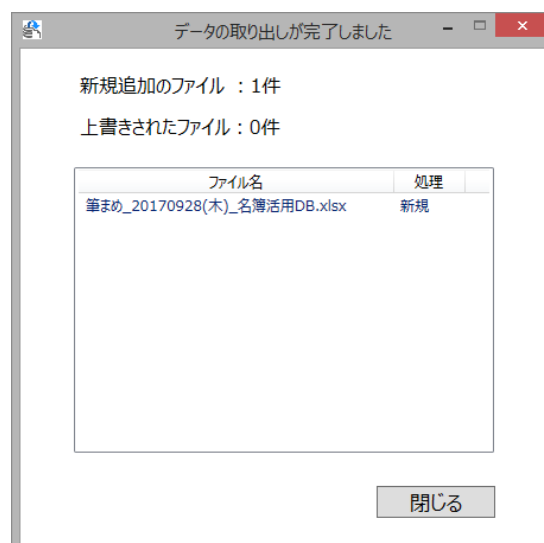 データの取り出しが完了しました
新規追加のファイル ：1件
上書きされたファイル：0件
ファイル名 処理
筆まめ_20170928(木)_名簿活用DB.xlsx 新規
閉じる